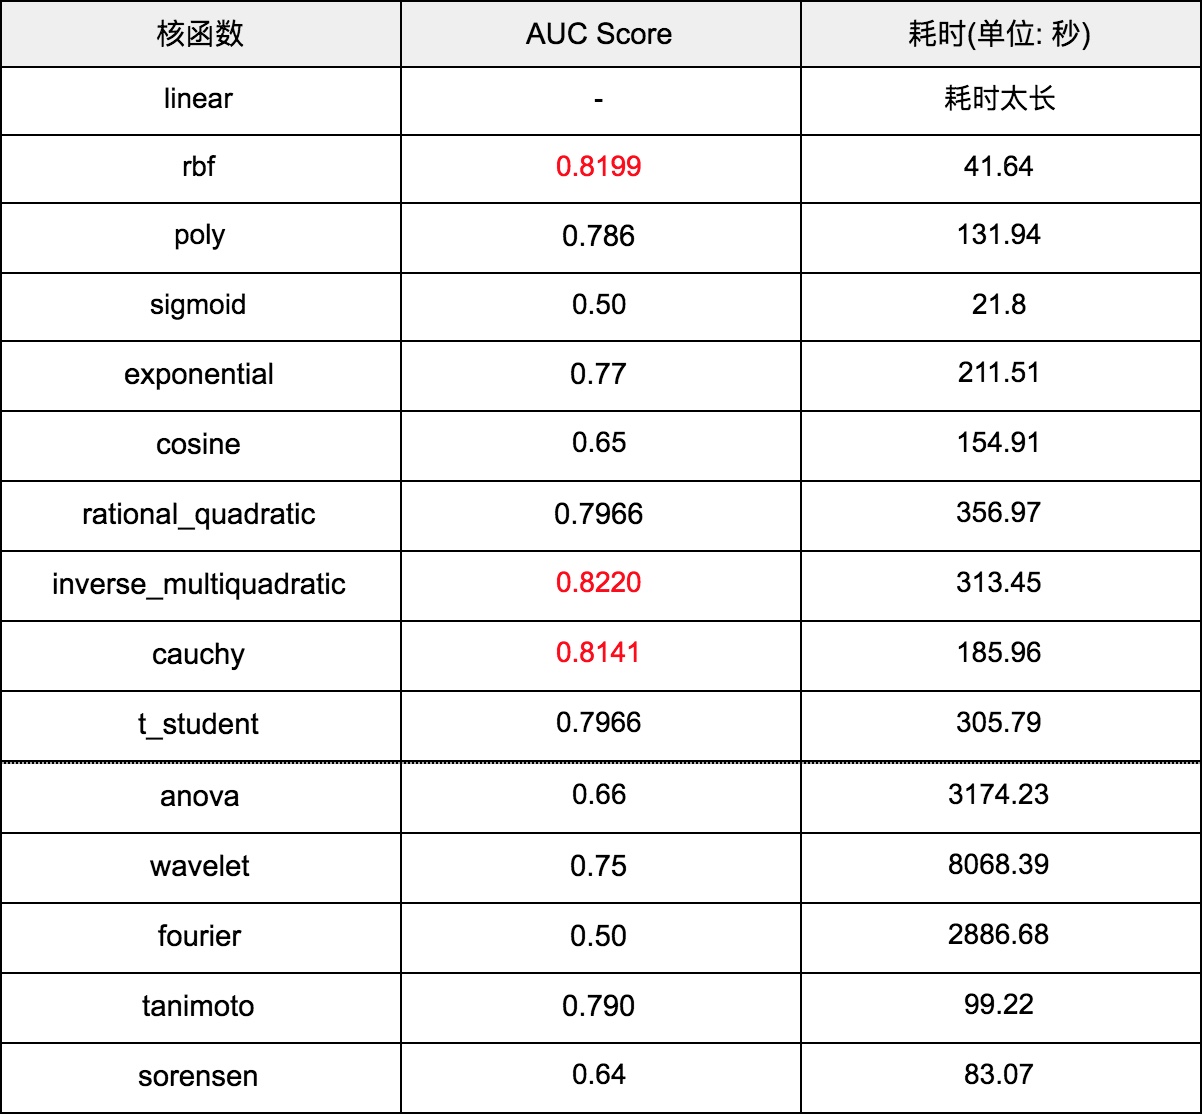 核函数 AUC Score 耗时(单位: 秒)
linear - 耗时太长
rbf 0.8199 41.64
poly 0.786 131.94
sigmoid 0.50 21.8
exponential 0.77 211.51
cosine 0.65 154.91
rational_quadratic 0.7966 356.97
inverse_multiquadratic 0.8220 313.45
cauchy 0.8141 185.96
t_student 0.7966 305.79
anova 0.66 3174.23
wavelet 0.75 8068.39
fourier 0.50 2886.68
tanimoto 0.790 99.22
sorensen 0.64 83.07